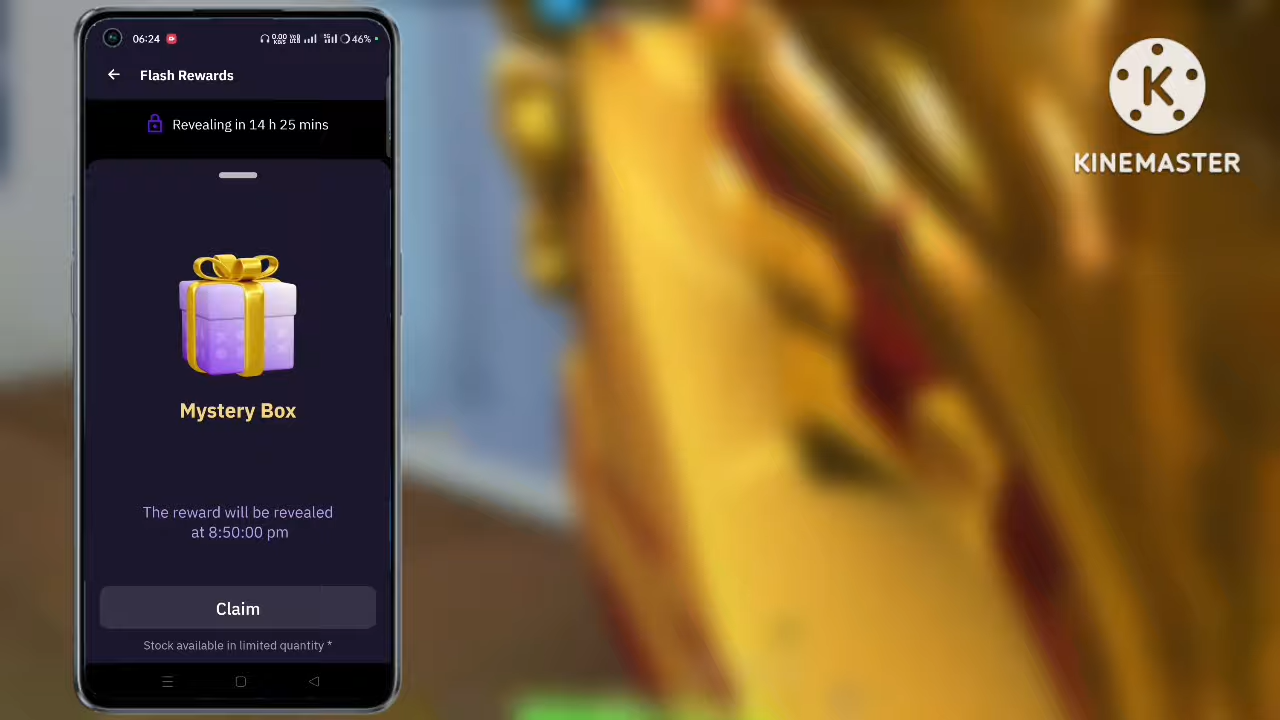 06:24
46%
Flash Rewards
Revealing in 14 h 25 mins
Mystery Box
The reward will be revealed
at 8:50:00 pm
Claim
Stock available in limited quantity *
K
KINEMASTER